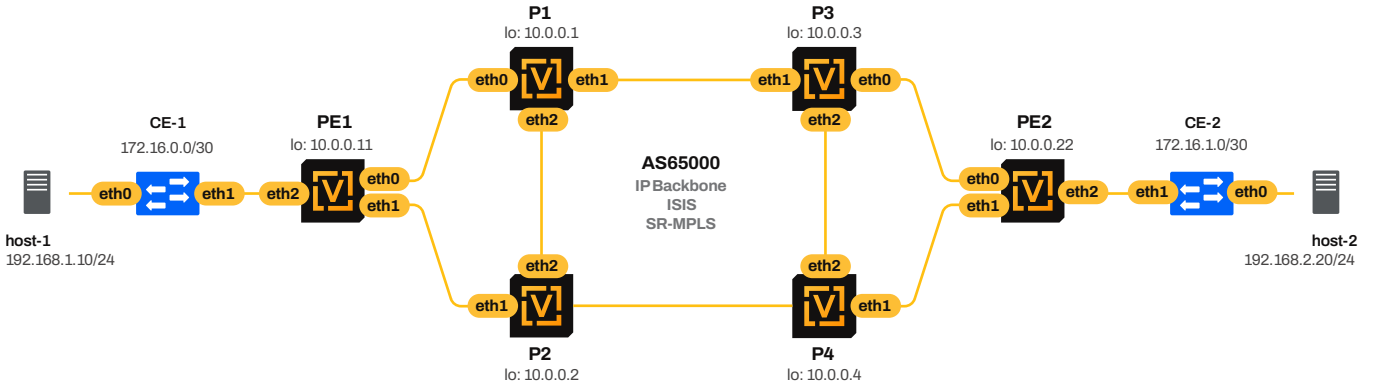 P1
lo: 10.0.0.1
P3
lo: 10.0.0.3
eth0
eth1
eth2
eth1
eth0
eth2
CE-1
172.16.0.0/30
PE1
lo: 10.0.0.11
AS65000
IP Backbone
ISIS
SR-MPLS
PE2
lo: 10.0.0.22
CE-2
172.16.1.0/30
eth0
eth1
eth2
eth0
eth1
eth0
eth1
eth2
eth1
eth0
host-1
192.168.1.10/24
host-2
192.168.2.20/24
eth2
eth1
eth2
eth1
P2
lo: 10.0.0.2
P4
lo: 10.0.0.4